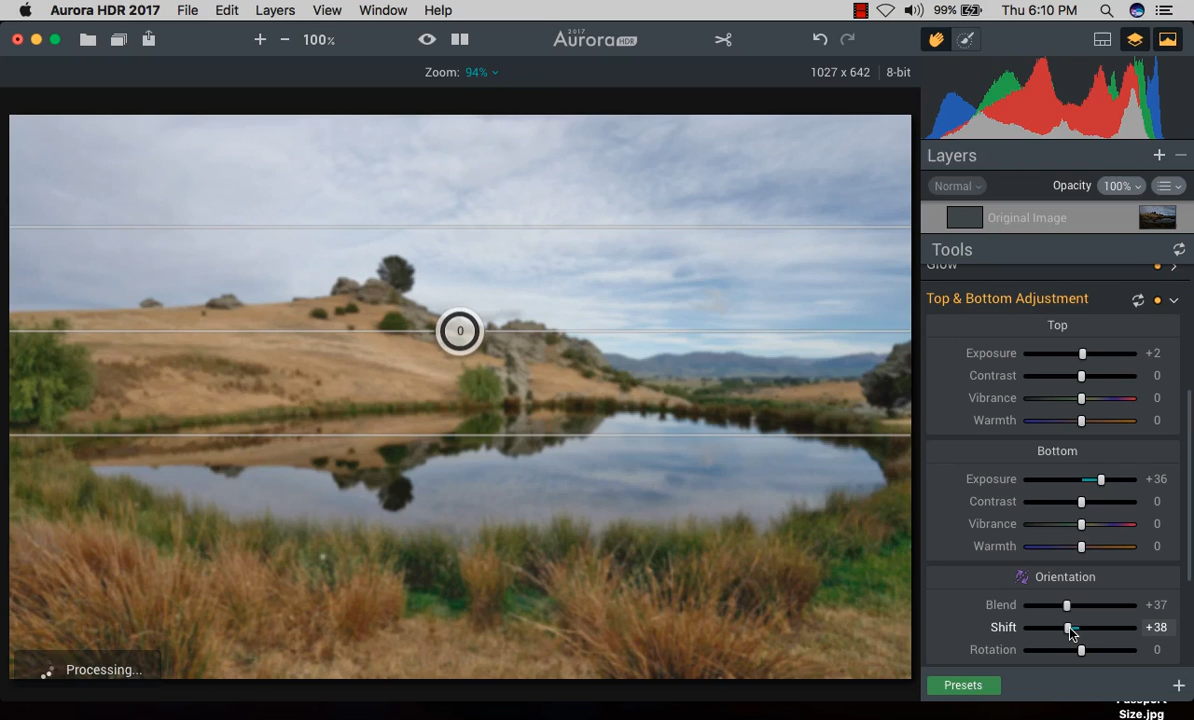 Aurora HDR 2017 File Edit Layers View Window Help 99% Thu 6:10 PM
+ − 100% 2017 Aurora HDR
Zoom: 94% 1027 x 642 8-bit
Layers + −
Normal Opacity 100%
Original Image
Tools
Glow
Top & Bottom Adjustment
Top
Exposure +2
Contrast 0
Vibrance 0
Warmth 0
Bottom
Exposure +36
Contrast 0
Vibrance 0
Warmth 0
Orientation
Blend +37
Shift +38
Rotation 0
0
Processing...
Presets +
Passport
Size.jpg